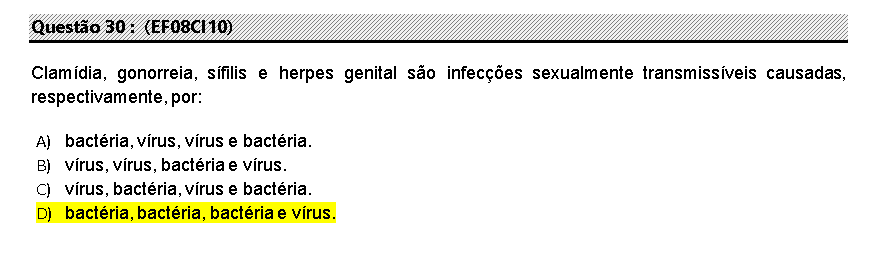 Questão 30 : (EF08CI10)
Clamídia, gonorreia, sífilis e herpes genital são infecções sexualmente transmissíveis causadas,
respectivamente, por:
A) bactéria, vírus, vírus e bactéria.
B) vírus, vírus, bactéria e vírus.
C) vírus, bactéria, vírus e bactéria.
D) bactéria, bactéria, bactéria e vírus.